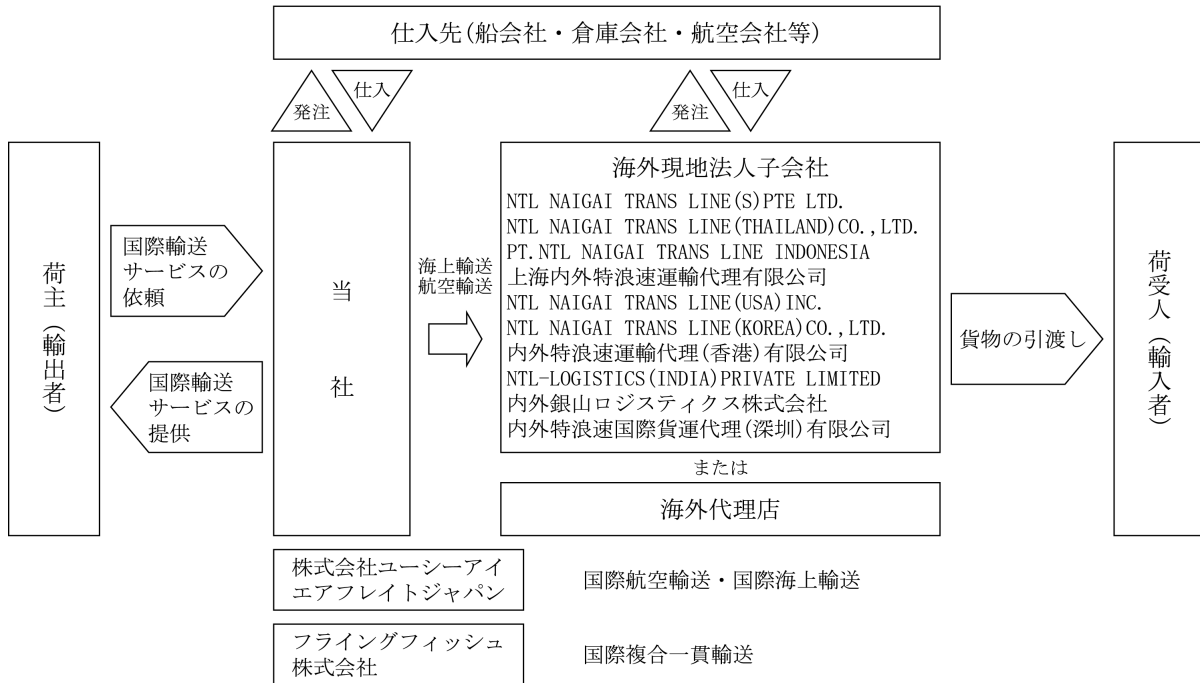 仕入先(船会社・倉庫会社・航空会社等)
発注
仕入
発注
仕入
荷主(輸出者)
国際輸送
サービスの
依頼
国際輸送
サービスの
提供
当社
海上輸送
航空輸送
海外現地法人子会社
NTL NAIGAI TRANS LINE(S)PTE LTD.
NTL NAIGAI TRANS LINE(THAILAND)CO.,LTD.
PT.NTL NAIGAI TRANS LINE INDONESIA
上海内外特浪速運輸代理有限公司
NTL NAIGAI TRANS LINE(USA)INC.
NTL NAIGAI TRANS LINE(KOREA)CO.,LTD.
内外特浪速運輸代理(香港)有限公司
NTL-LOGISTICS(INDIA)PRIVATE LIMITED
内外銀山ロジスティクス株式会社
内外特浪速国際貨運代理(深圳)有限公司
または
海外代理店
貨物の引渡し
荷受人(輸入者)
株式会社ユーシーアイ
エアフレイトジャパン
国際航空輸送・国際海上輸送
フライングフィッシュ
株式会社
国際複合一貫輸送